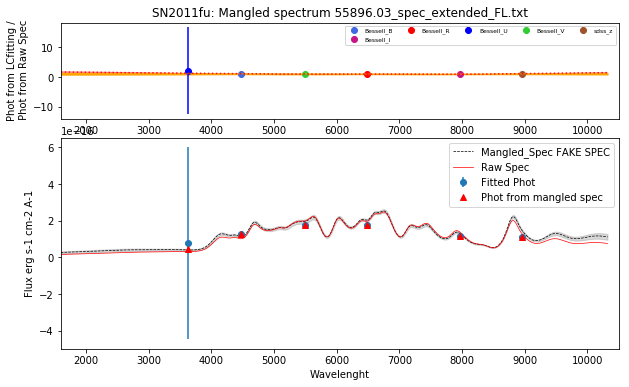 SN2011fu: Mangled spectrum 55896.03_spec_extended_FL.txt
Phot from LCfitting /
Phot from Raw Spec
10
0
−10
Bessell_B
Bessell_I
Bessell_R
Bessell_U
Bessell_V
sdss_z
2000 3000 4000 5000 6000 7000 8000 9000 10000
1e−16
Flux erg s-1 cm-2 A-1
6
4
2
0
−2
−4
Mangled_Spec FAKE SPEC
Raw Spec
Fitted Phot
Phot from mangled spec
2000 3000 4000 5000 6000 7000 8000 9000 10000
Wavelenght